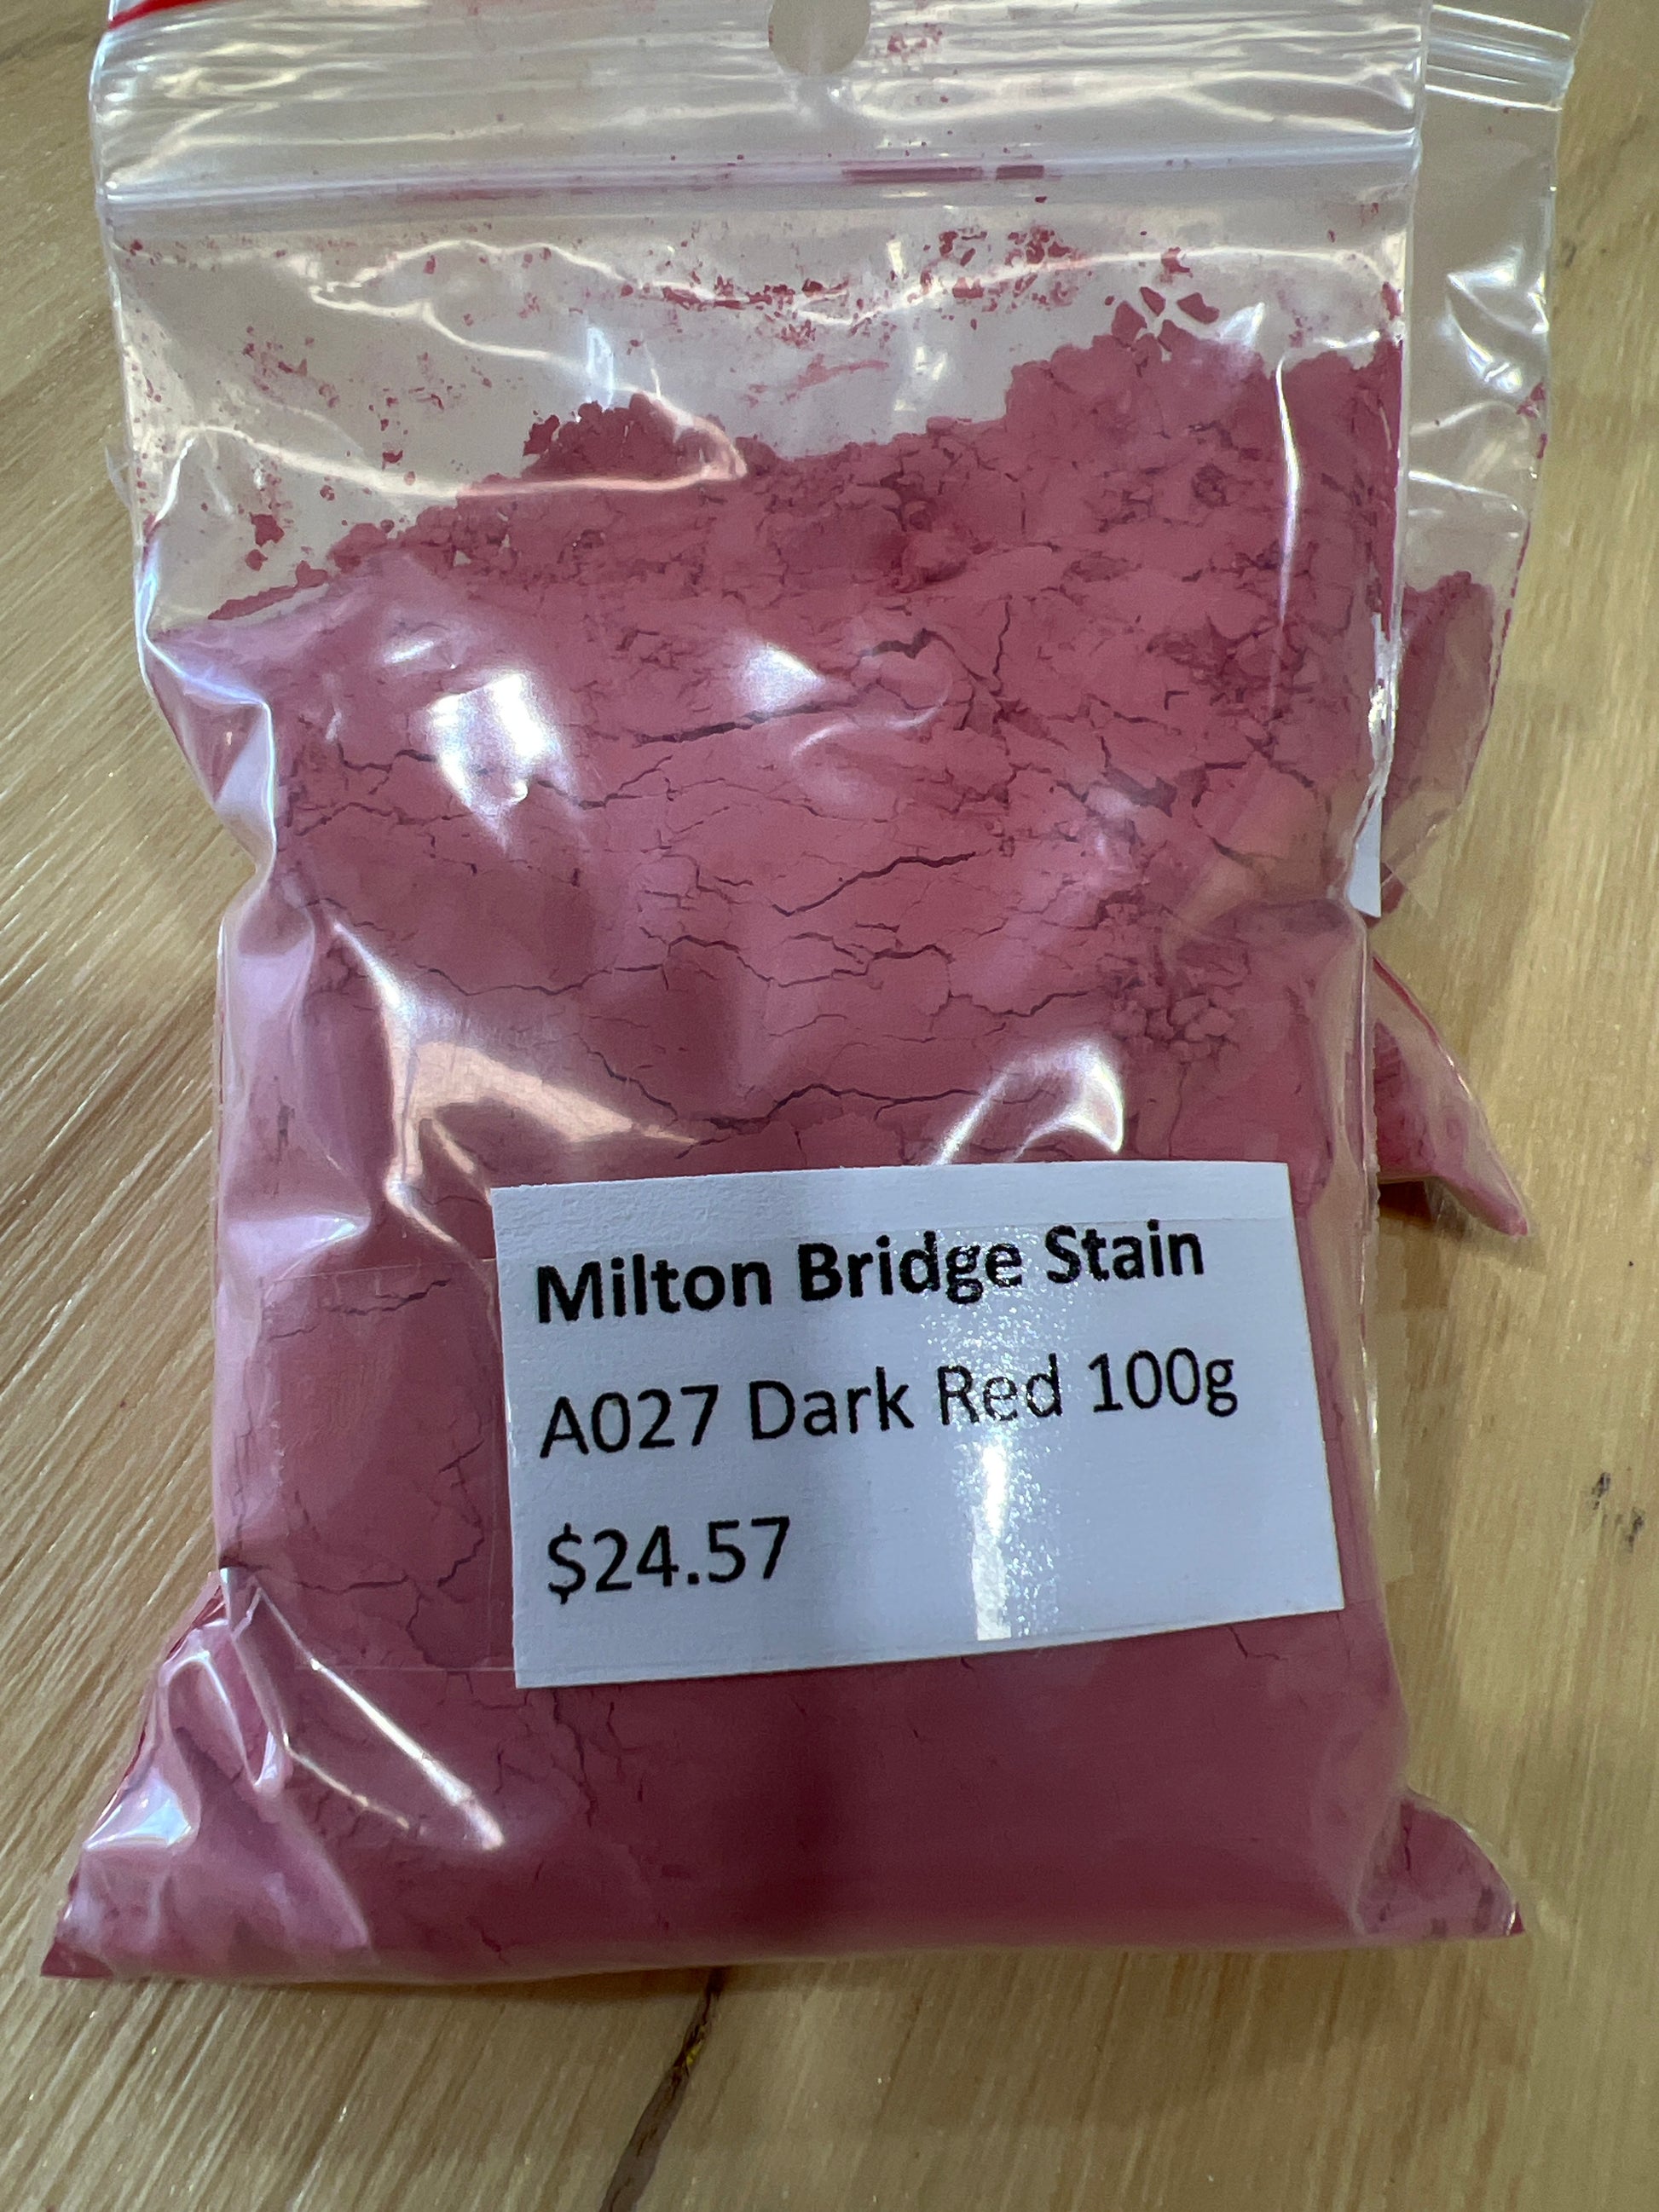 Milton Bridge Stain
A027 Dark Red 100g
$24.57